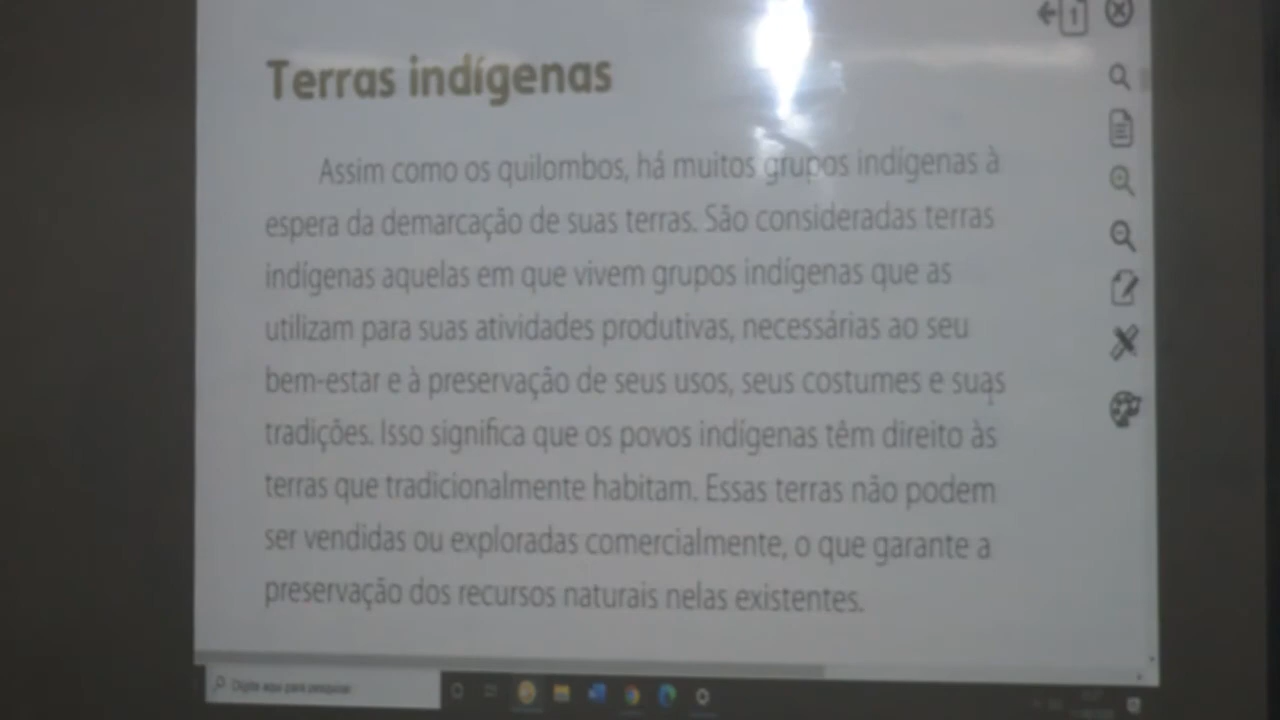 Terras indígenas
Assim como os quilombos, há muitos grupos indígenas à
espera da demarcação de suas terras. São consideradas terras
indígenas aquelas em que vivem grupos indígenas que as
utilizam para suas atividades produtivas, necessárias ao seu
bem-estar e à preservação de seus usos, seus costumes e suas
tradições. Isso significa que os povos indígenas têm direito às
terras que tradicionalmente habitam. Essas terras não podem
ser vendidas ou exploradas comercialmente, o que garante a
preservação dos recursos naturais nelas existentes.
Digite aqui para pesquisar